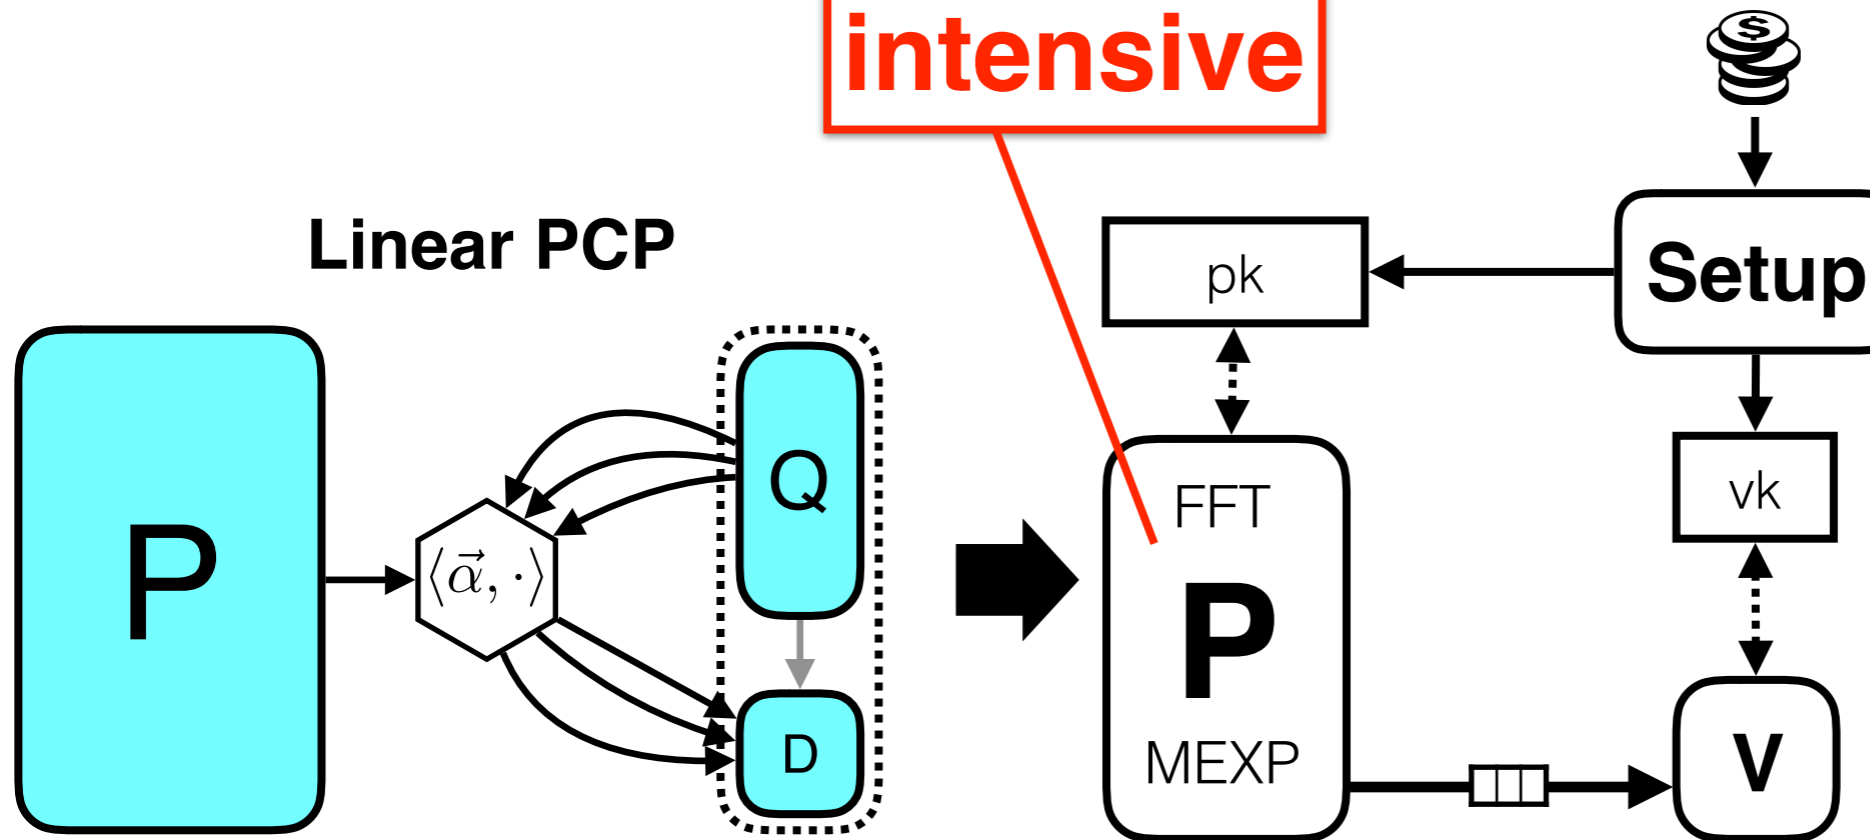 intensive
$
Linear PCP
pk
Setup
P
Q
⟨α⃗, ·⟩
D
FFT
P
MEXP
vk
V